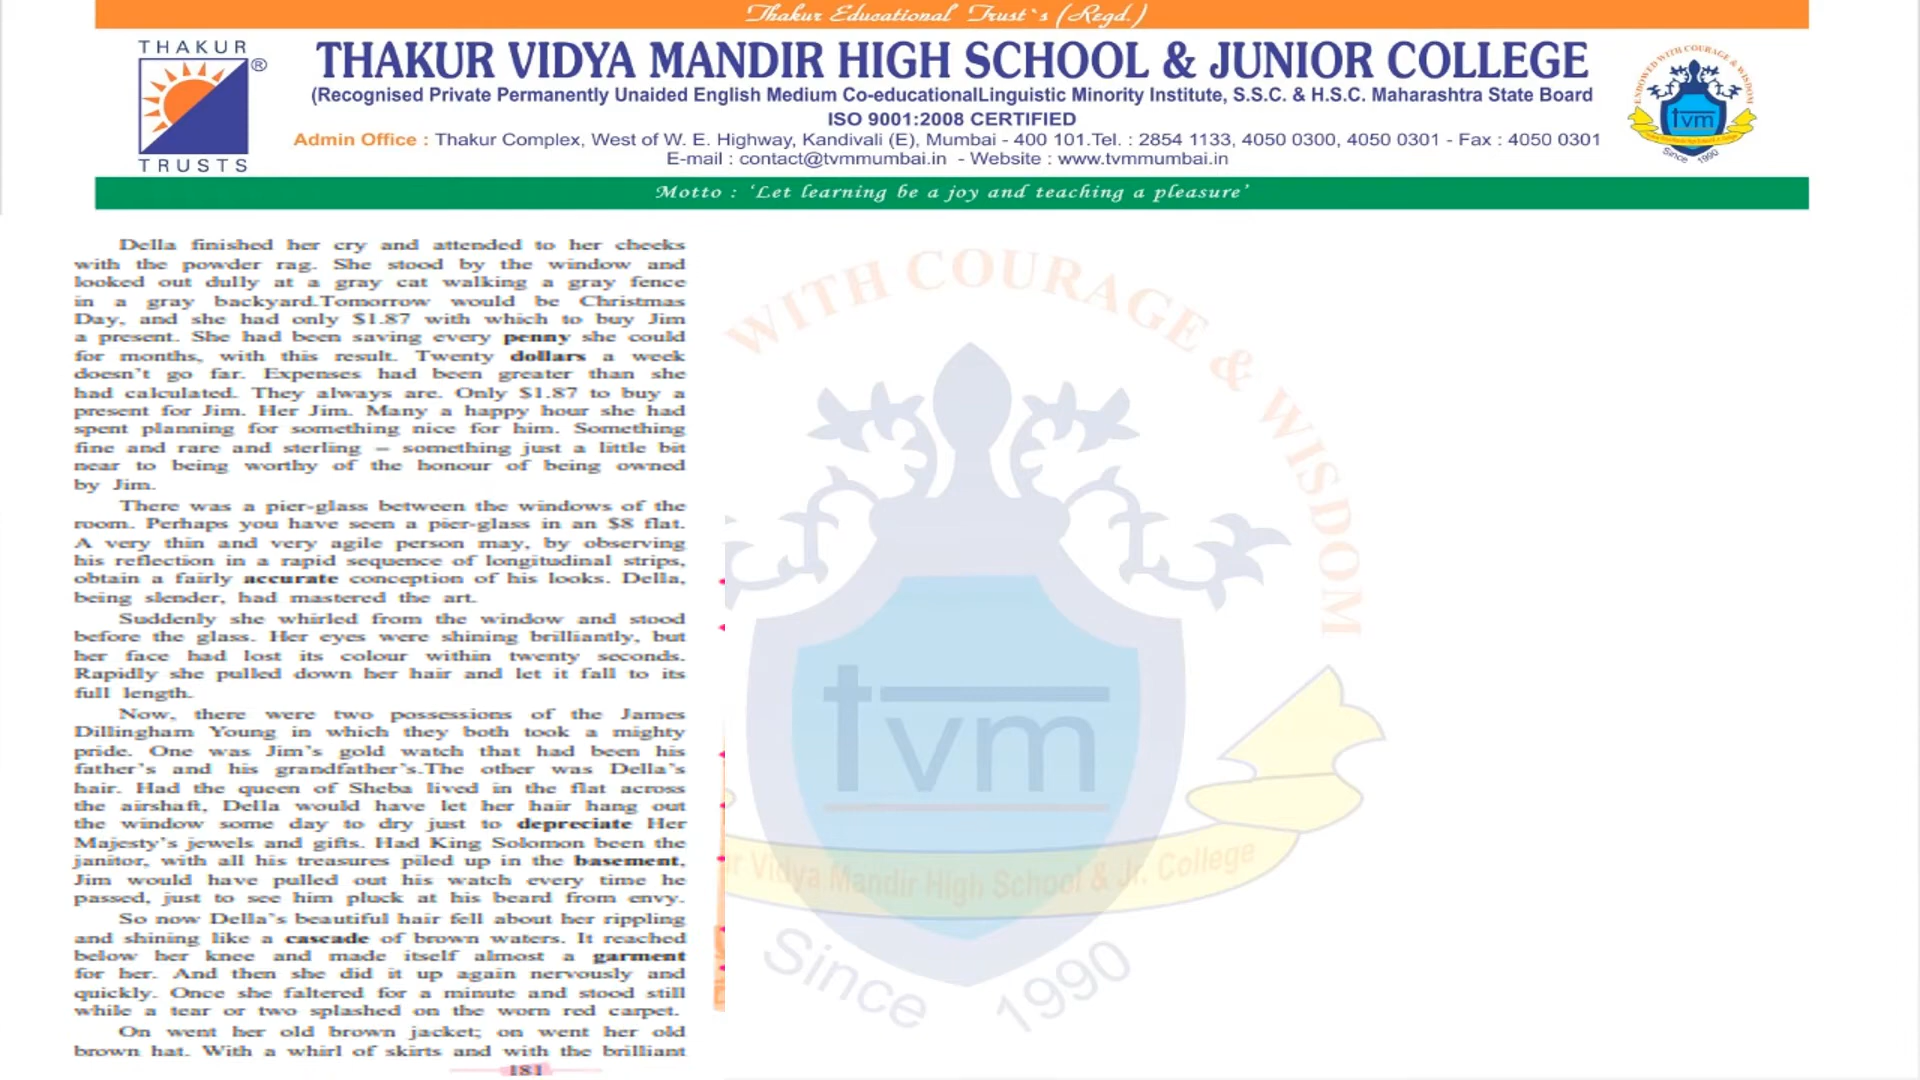 Thakur Educational Trust`s (Regd.)
THAKUR
TRUSTS
®
THAKUR VIDYA MANDIR HIGH SCHOOL & JUNIOR COLLEGE
(Recognised Private Permanently Unaided English Medium Co-educationalLinguistic Minority Institute, S.S.C. & H.S.C. Maharashtra State Board
ISO 9001:2008 CERTIFIED
Admin Office : Thakur Complex, West of W. E. Highway, Kandivali (E), Mumbai - 400 101.Tel. : 2854 1133, 4050 0300, 4050 0301 - Fax : 4050 0301
E-mail : contact@tvmmumbai.in - Website : www.tvmmumbai.in
ENDOWED WITH COURAGE & WISDOM
tvm
Since 1990
Motto : ‘Let learning be a joy and teaching a pleasure’
Della finished her cry and attended to her cheeks
with the powder rag. She stood by the window and
looked out dully at a gray cat walking a gray fence
in a gray backyard.Tomorrow would be Christmas
Day, and she had only $1.87 with which to buy Jim
a present. She had been saving every penny she could
for months, with this result. Twenty dollars a week
doesn’t go far. Expenses had been greater than she
had calculated. They always are. Only $1.87 to buy a
present for Jim. Her Jim. Many a happy hour she had
spent planning for something nice for him. Something
fine and rare and sterling – something just a little bit
near to being worthy of the honour of being owned
by Jim.
There was a pier-glass between the windows of the
room. Perhaps you have seen a pier-glass in an $8 flat.
A very thin and very agile person may, by observing
his reflection in a rapid sequence of longitudinal strips,
obtain a fairly accurate conception of his looks. Della,
being slender, had mastered the art.
Suddenly she whirled from the window and stood
before the glass. Her eyes were shining brilliantly, but
her face had lost its colour within twenty seconds.
Rapidly she pulled down her hair and let it fall to its
full length.
Now, there were two possessions of the James
Dillingham Young in which they both took a mighty
pride. One was Jim’s gold watch that had been his
father’s and his grandfather’s.The other was Della’s
hair. Had the queen of Sheba lived in the flat across
the airshaft, Della would have let her hair hang out
the window some day to dry just to depreciate Her
Majesty’s jewels and gifts. Had King Solomon been the
janitor, with all his treasures piled up in the basement,
Jim would have pulled out his watch every time he
passed, just to see him pluck at his beard from envy.
So now Della’s beautiful hair fell about her rippling
and shining like a cascade of brown waters. It reached
below her knee and made itself almost a garment
for her. And then she did it up again nervously and
quickly. Once she faltered for a minute and stood still
while a tear or two splashed on the worn red carpet.
On went her old brown jacket; on went her old
brown hat. With a whirl of skirts and with the brilliant
181
WITH COURAGE & WISDOM
tvm
Vidya Mandir High School & Jr. College
Since 1990